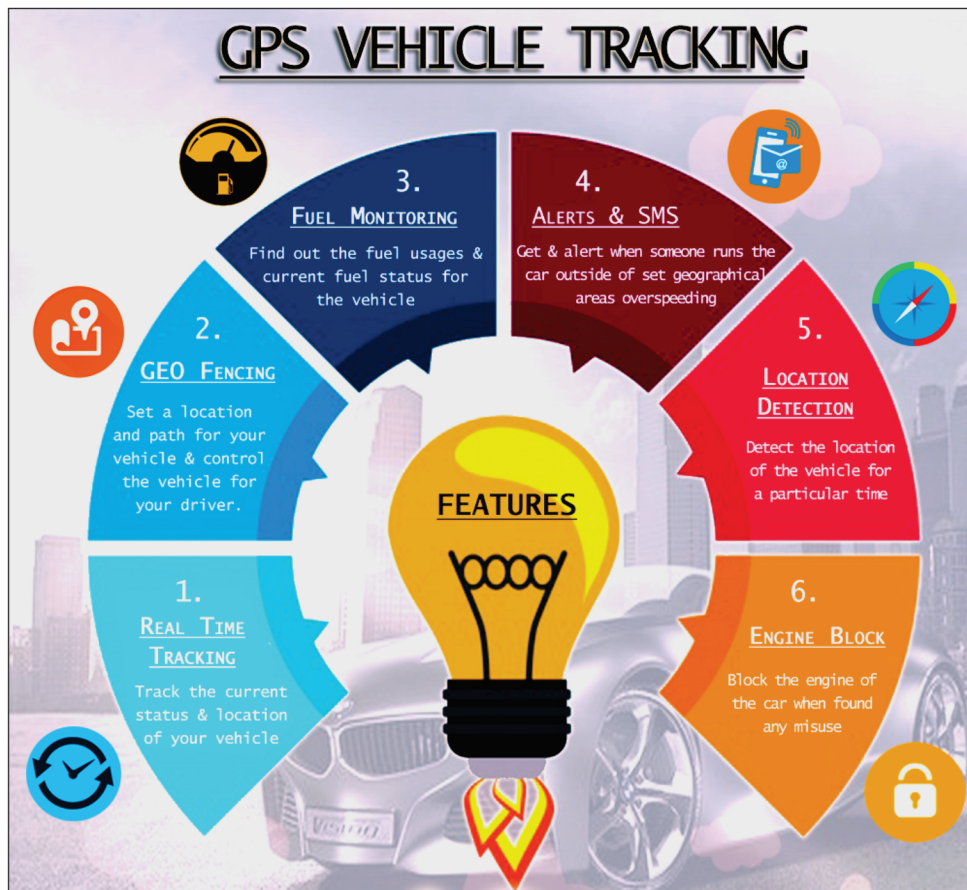 GPS VEHICLE TRACKING
1.
REAL TIME
TRACKING
Track the current
status & location
of your vehicle
2.
GEO FENCING
Set a location
and path for your
vehicle & control
the vehicle for
your driver.
3.
FUEL MONITORING
Find out the fuel usages &
current fuel status for
the vehicle
4.
ALERTS & SMS
Get & alert when someone runs the
car outside of set geographical
areas overspeeding
@
5.
LOCATION
DETECTION
Detect the location
of the vehicle for
a particular time
6.
ENGINE BLOCK
Block the engine of
the car when found
any misuse
FEATURES